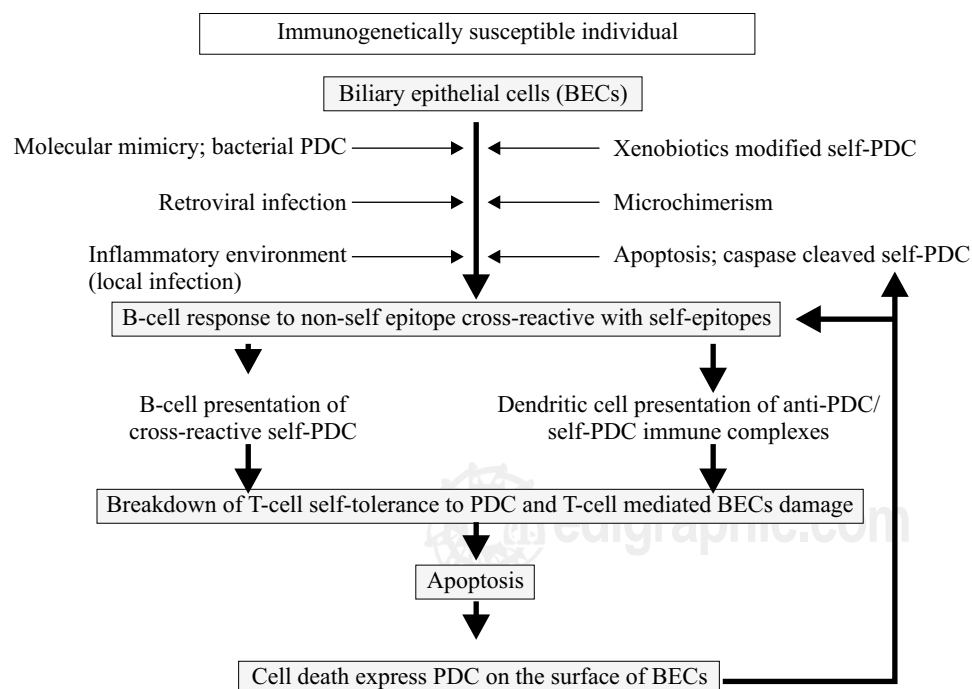 Immunogenetically susceptible individual
Biliary epithelial cells (BECs)
Molecular mimicry; bacterial PDC
Xenobiotics modified self-PDC
Retroviral infection
Microchimerism
Inflammatory environment
(local infection)
Apoptosis; caspase cleaved self-PDC
B-cell response to non-self epitope cross-reactive with self-epitopes
B-cell presentation of
cross-reactive self-PDC
Dendritic cell presentation of anti-PDC/
self-PDC immune complexes
Breakdown of T-cell self-tolerance to PDC and T-cell mediated BECs damage
edigraphic.com
Apoptosis
Cell death express PDC on the surface of BECs